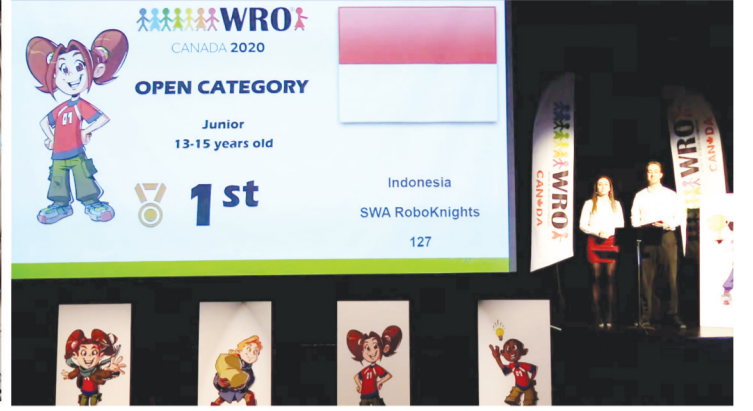 WRO
CANADA 2020
OPEN CATEGORY
Junior
13-15 years old
1st
Indonesia
SWA RoboKnights
127
WRO
CANADA
WRO
CANADA